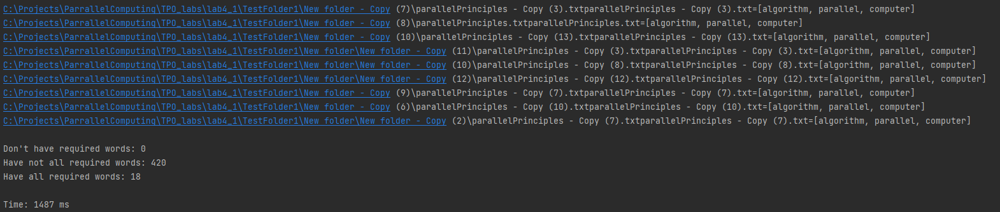 C:\Projects\ParrallelComputing\TPO_labs\lab4_1\TestFolder1\New folder - Copy (7)\parallelPrinciples - Copy (3).txtparallelPrinciples - Copy (3).txt=[algorithm, parallel, computer]
C:\Projects\ParrallelComputing\TPO_labs\lab4_1\TestFolder1\New folder - Copy (8)\parallelPrinciples.txtparallelPrinciples.txt=[algorithm, parallel, computer]
C:\Projects\ParrallelComputing\TPO_labs\lab4_1\TestFolder1\New folder - Copy (10)\parallelPrinciples - Copy (13).txtparallelPrinciples - Copy (13).txt=[algorithm, parallel, computer]
C:\Projects\ParrallelComputing\TPO_labs\lab4_1\TestFolder1\New folder\New folder - Copy (11)\parallelPrinciples - Copy (3).txtparallelPrinciples - Copy (3).txt=[algorithm, parallel, computer]
C:\Projects\ParrallelComputing\TPO_labs\lab4_1\TestFolder1\New folder\New folder - Copy (10)\parallelPrinciples - Copy (8).txtparallelPrinciples - Copy (8).txt=[algorithm, parallel, computer]
C:\Projects\ParrallelComputing\TPO_labs\lab4_1\TestFolder1\New folder\New folder - Copy (12)\parallelPrinciples - Copy (12).txtparallelPrinciples - Copy (12).txt=[algorithm, parallel, computer]
C:\Projects\ParrallelComputing\TPO_labs\lab4_1\TestFolder1\New folder - Copy (9)\parallelPrinciples - Copy (7).txtparallelPrinciples - Copy (7).txt=[algorithm, parallel, computer]
C:\Projects\ParrallelComputing\TPO_labs\lab4_1\TestFolder1\New folder - Copy (6)\parallelPrinciples - Copy (10).txtparallelPrinciples - Copy (10).txt=[algorithm, parallel, computer]
C:\Projects\ParrallelComputing\TPO_labs\lab4_1\TestFolder1\New folder\New folder - Copy (2)\parallelPrinciples - Copy (7).txtparallelPrinciples - Copy (7).txt=[algorithm, parallel, computer]
Don't have required words: 0
Have not all required words: 420
Have all required words: 18
Time: 1487 ms